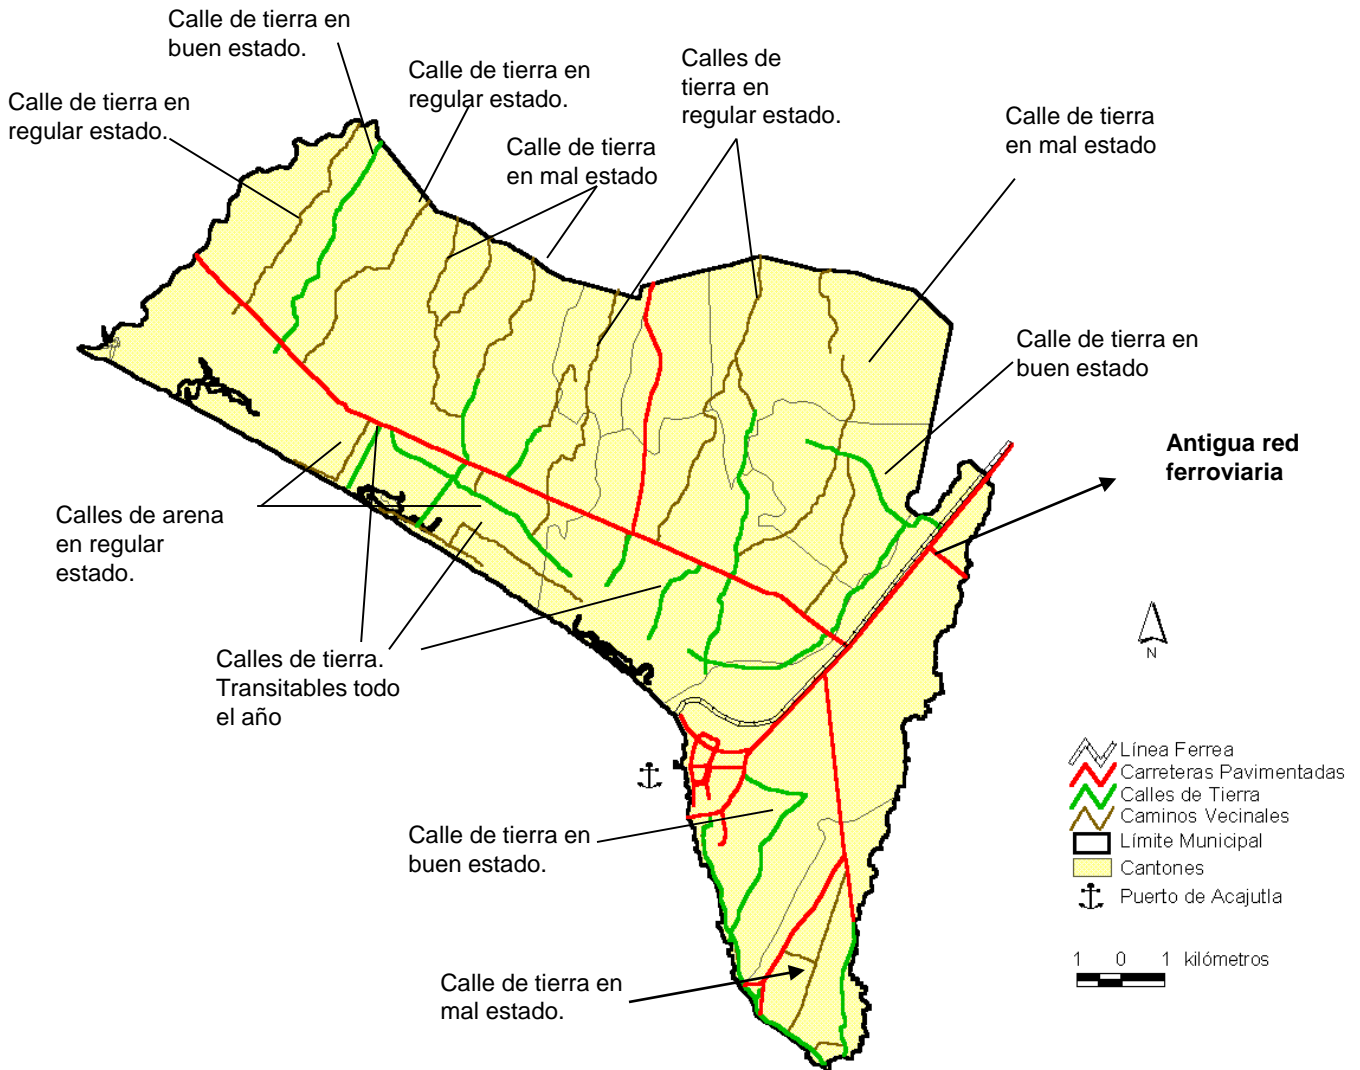 Calle de tierra en
buen estado.
Calle de tierra en
regular estado.
Calle de tierra en
regular estado.
Calle de tierra
en mal estado
Calles de
tierra en
regular estado.
Calle de tierra
en mal estado
Calle de tierra en
buen estado
Antigua red
ferroviaria
Calles de arena
en regular
estado.
Calles de tierra.
Transitables todo
el año
Calle de tierra en
buen estado.
Calle de tierra en
mal estado.
N
Línea Ferrea
Carreteras Pavimentadas
Calles de Tierra
Caminos Vecinales
Límite Municipal
Cantones
Puerto de Acajutla
1 0 1 kilómetros